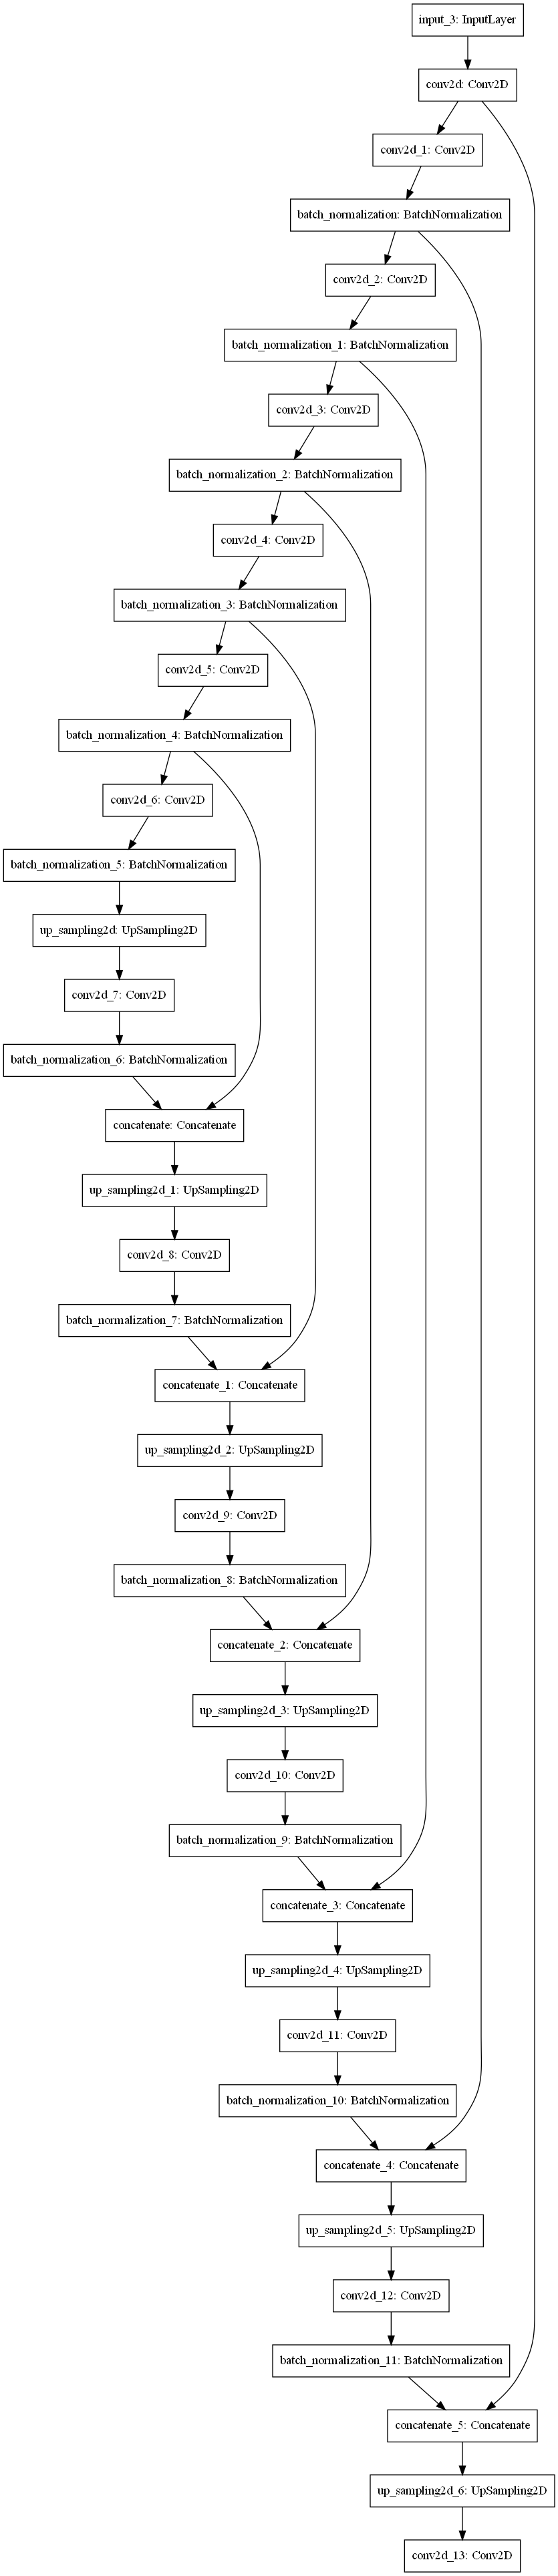 input_3: InputLayer
conv2d: Conv2D
conv2d_1: Conv2D
batch_normalization: BatchNormalization
conv2d_2: Conv2D
batch_normalization_1: BatchNormalization
conv2d_3: Conv2D
batch_normalization_2: BatchNormalization
conv2d_4: Conv2D
batch_normalization_3: BatchNormalization
conv2d_5: Conv2D
batch_normalization_4: BatchNormalization
conv2d_6: Conv2D
batch_normalization_5: BatchNormalization
up_sampling2d: UpSampling2D
conv2d_7: Conv2D
batch_normalization_6: BatchNormalization
concatenate: Concatenate
up_sampling2d_1: UpSampling2D
conv2d_8: Conv2D
batch_normalization_7: BatchNormalization
concatenate_1: Concatenate
up_sampling2d_2: UpSampling2D
conv2d_9: Conv2D
batch_normalization_8: BatchNormalization
concatenate_2: Concatenate
up_sampling2d_3: UpSampling2D
conv2d_10: Conv2D
batch_normalization_9: BatchNormalization
concatenate_3: Concatenate
up_sampling2d_4: UpSampling2D
conv2d_11: Conv2D
batch_normalization_10: BatchNormalization
concatenate_4: Concatenate
up_sampling2d_5: UpSampling2D
conv2d_12: Conv2D
batch_normalization_11: BatchNormalization
concatenate_5: Concatenate
up_sampling2d_6: UpSampling2D
conv2d_13: Conv2D